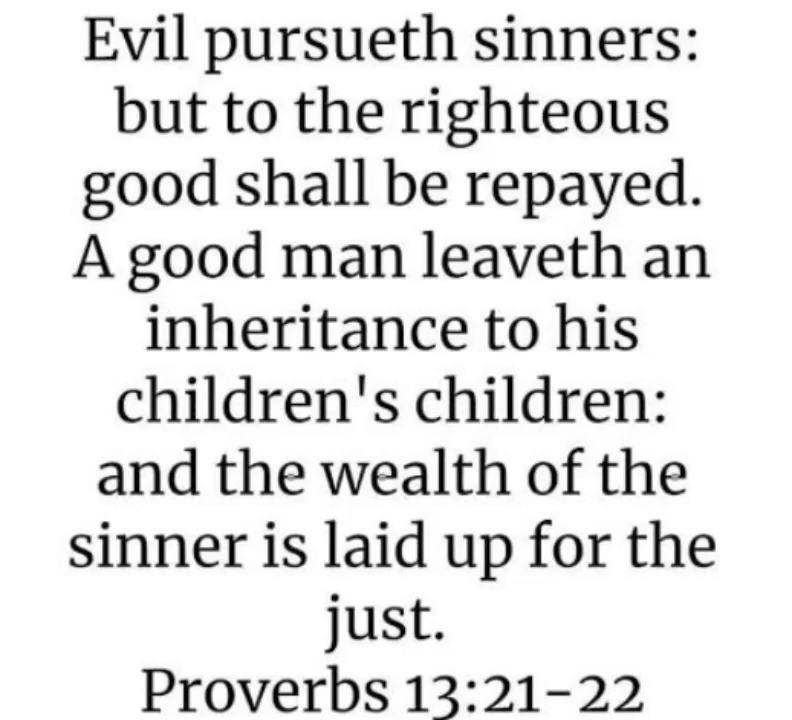 Evil pursueth sinners:
but to the righteous
good shall be repayed.
A good man leaveth an
inheritance to his
children's children:
and the wealth of the
sinner is laid up for the
just.
Proverbs 13:21-22